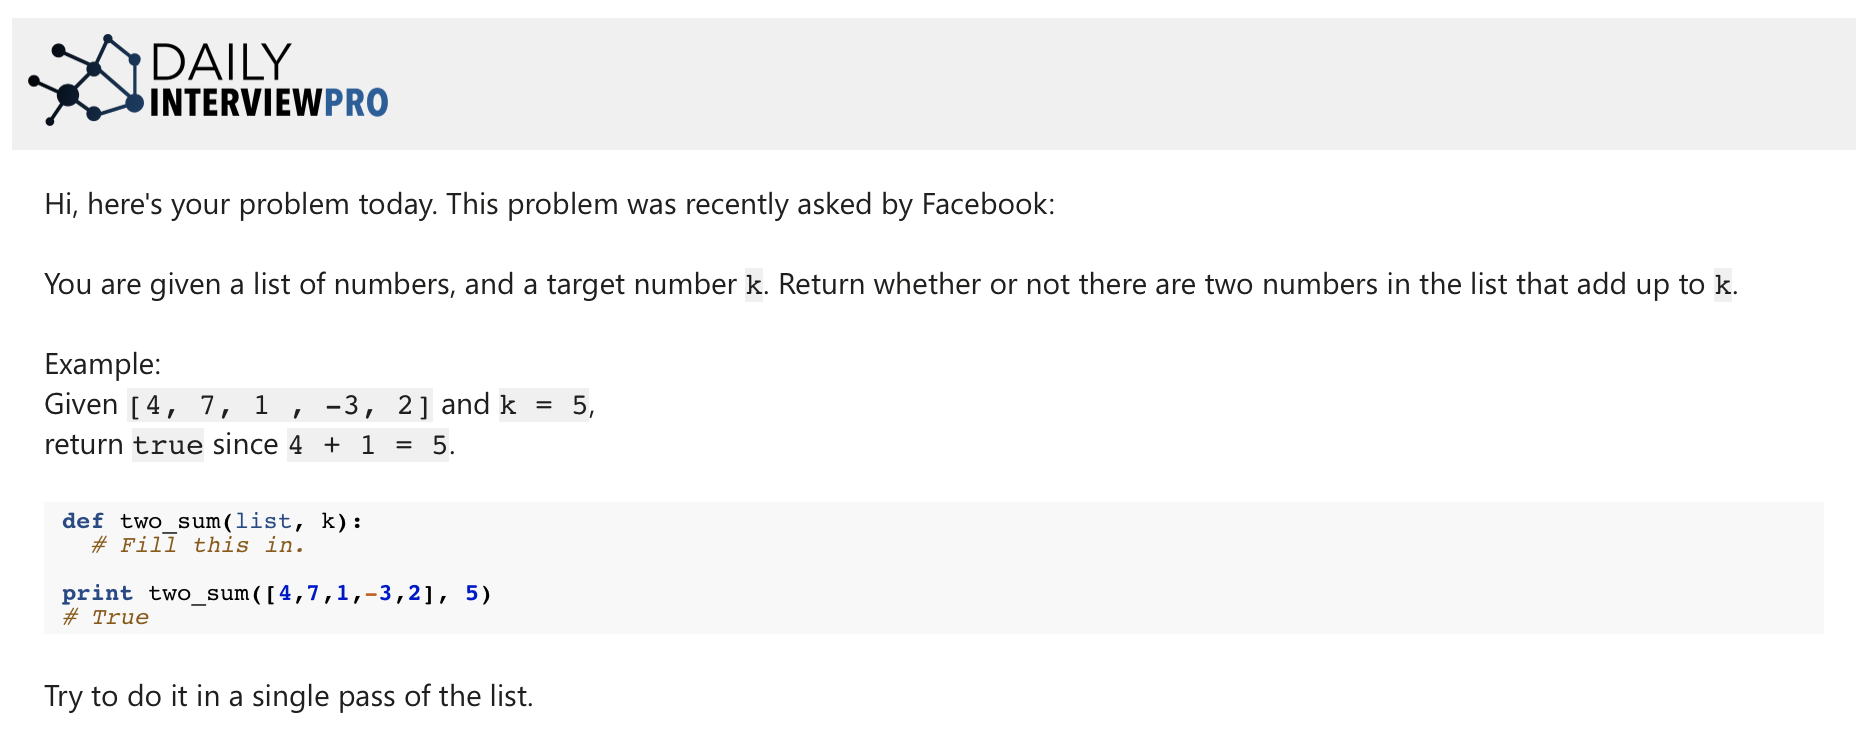 DAILY
INTERVIEWPRO
Hi, here's your problem today. This problem was recently asked by Facebook:
You are given a list of numbers, and a target number k. Return whether or not there are two numbers in the list that add up to k.
Example:
Given [4, 7, 1 , -3, 2] and k = 5,
return true since 4 + 1 = 5.
def two_sum(list, k):
  # Fill this in.
print two_sum([4,7,1,-3,2], 5)
# True
Try to do it in a single pass of the list.